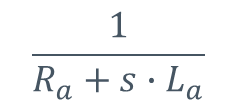 1
R_a + s · L_a